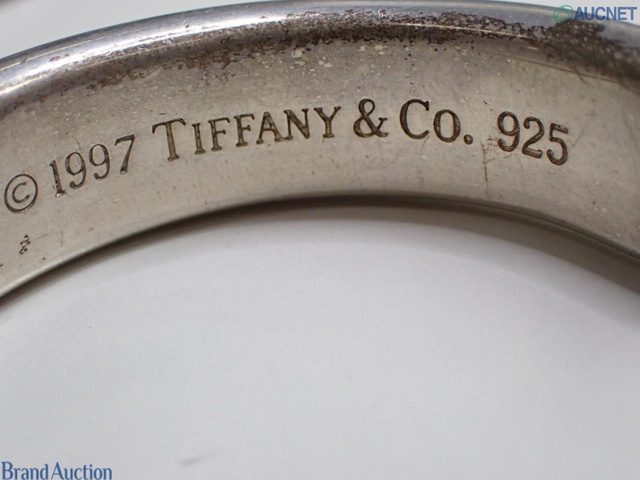 AUCNET
© 1997 TIFFANY & CO. 925
Brand Auction